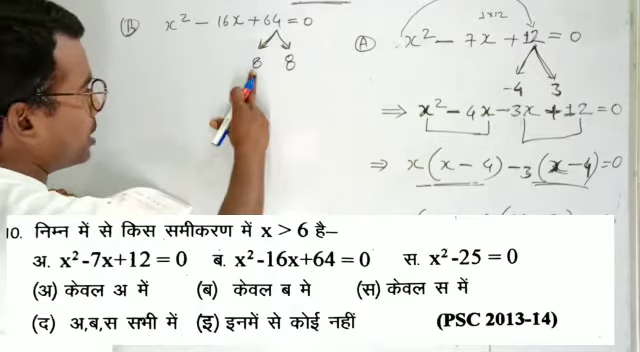 (B) x² - 16x + 64 = 0
8 8
1x12
(A) x² - 7x + 12 = 0
-4 3
⇒ x² - 4x - 3x + 12 = 0
⇒ x(x - 4) - 3(x - 4) = 0
10. निम्न में से किस समीकरण में x > 6 है–
अ. x²-7x+12 = 0 ब. x²-16x+64 = 0 स. x²-25 = 0
(अ) केवल अ में (ब) केवल ब मे (स) केवल स में
(द) अ,ब,स सभी में (इ) इनमें से कोई नहीं (PSC 2013-14)